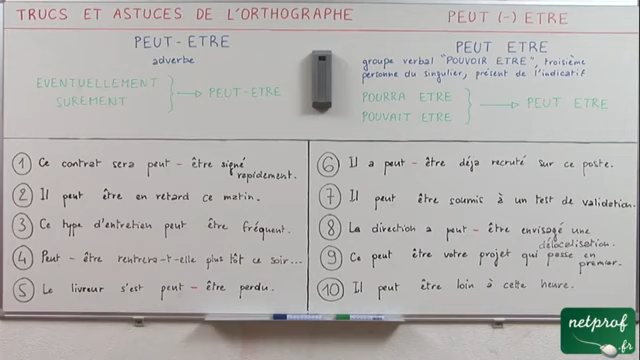 TRUCS ET ASTUCES DE L'ORTHOGRAPHE
PEUT (-) ETRE
PEUT - ETRE
adverbe
EVENTUELLEMENT
SUREMENT
PEUT - ETRE
PEUT ETRE
groupe verbal "POUVOIR ETRE", troisième
personne du singulier, présent de l'indicatif
POURRA ETRE
POUVAIT ETRE
PEUT ETRE
1 Ce contrat sera peut - être signé
rapidement.
2 Il peut être en retard ce matin.
3 Ce type d'entretien peut être fréquent.
4 Peut - être rentrera-t-elle plus tôt ce soir...
5 Le livreur s'est peut - être perdu.
6 Il a peut - être déja recruté sur ce poste.
7 Il peut être soumis à un test de validation.
8 La direction a peut - être envisagé une
délocalisation.
9 Ce peut être votre projet qui passe en
premier.
10 Il peut être loin à cette heure.
netprof
.fr